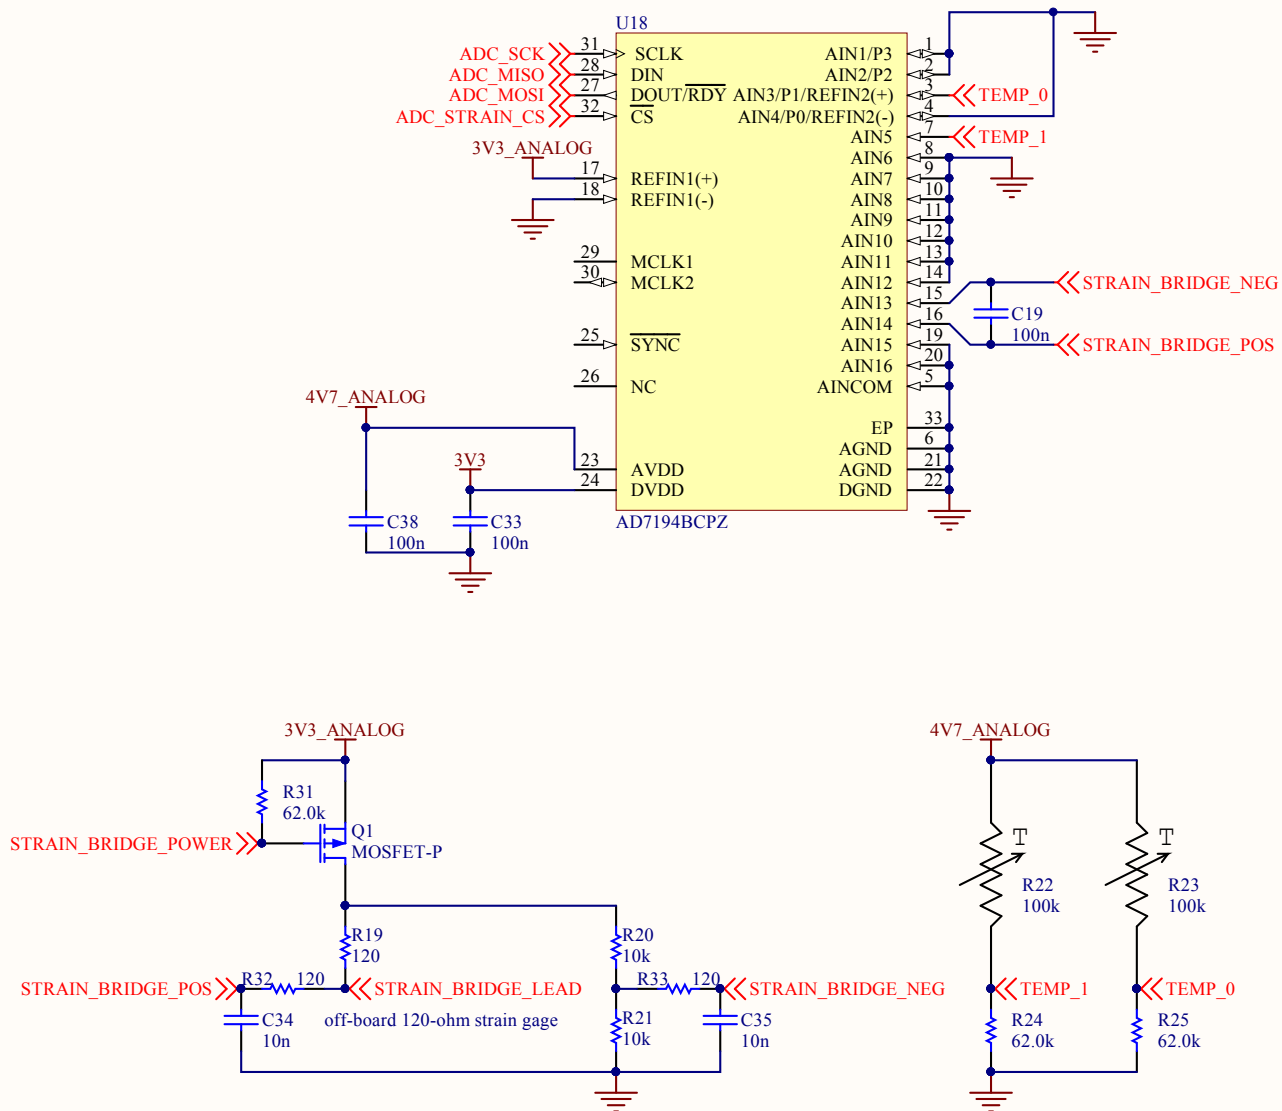 U18
ADC_SCK 31 SCLK AIN1/P3 1
ADC_MISO 28 DIN AIN2/P2 2
ADC_MOSI 27 DOUT/RDY AIN3/P1/REFIN2(+) 3 TEMP_0
ADC_STRAIN_CS 32 CS AIN4/P0/REFIN2(-) 4
AIN5 7 TEMP_1
3V3_ANALOG AIN6 8
17 REFIN1(+) AIN7 9
18 REFIN1(-) AIN8 10
AIN9 11
AIN10 12
29 MCLK1 AIN11 13
30 MCLK2 AIN12 14 STRAIN_BRIDGE_NEG
AIN13 15 C19
AIN14 16 100n
25 SYNC AIN15 19 STRAIN_BRIDGE_POS
AIN16 20
26 NC AINCOM 5
4V7_ANALOG
EP 33
AGND 6
3V3
23 AVDD AGND 21
24 DVDD DGND 22
C38 C33 AD7194BCPZ
100n 100n
3V3_ANALOG 4V7_ANALOG
R31
62.0k
STRAIN_BRIDGE_POWER Q1 T T
MOSFET-P
R22 R23
100k 100k
R19 R20
120 10k
STRAIN_BRIDGE_POS R32 120 STRAIN_BRIDGE_LEAD R33 120 STRAIN_BRIDGE_NEG TEMP_1 TEMP_0
C34 off-board 120-ohm strain gage R21 C35 R24 R25
10n 10k 10n 62.0k 62.0k